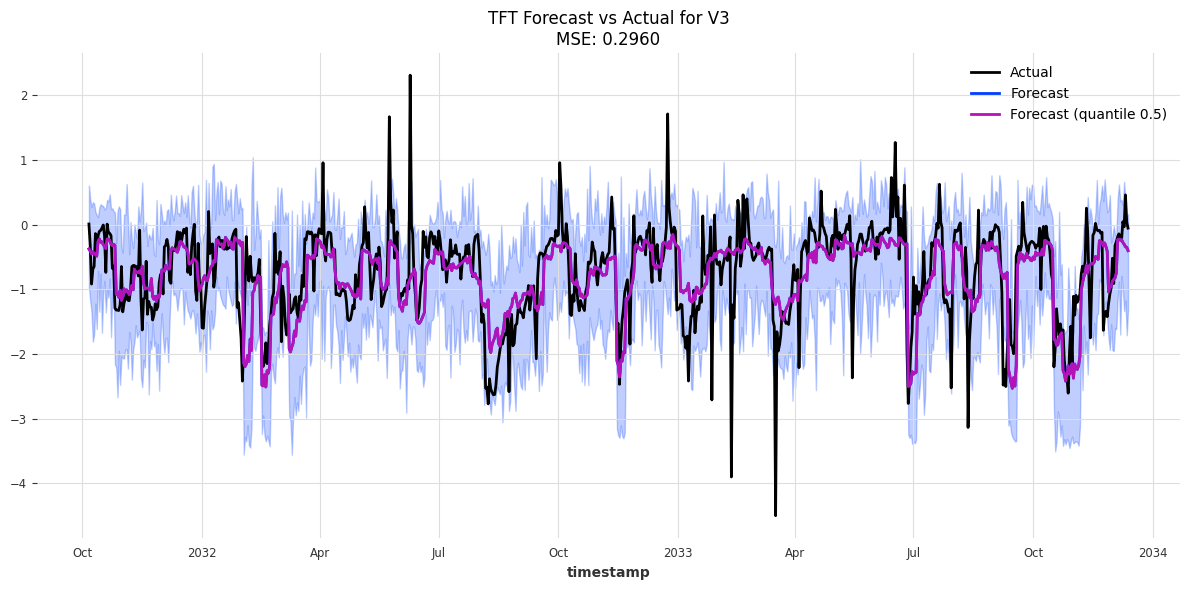 TFT Forecast vs Actual for V3
MSE: 0.2960
Actual
Forecast
Forecast (quantile 0.5)
2
1
0
−1
−2
−3
−4
Oct
2032
Apr
Jul
Oct
2033
Apr
Jul
Oct
2034
timestamp